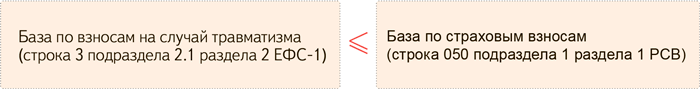 База по взносам на случай травматизма
(строка 3 подраздела 2.1 раздела 2 ЕФС-1)
⩽
База по страховым взносам
(строка 050 подраздела 1 раздела 1 РСВ)